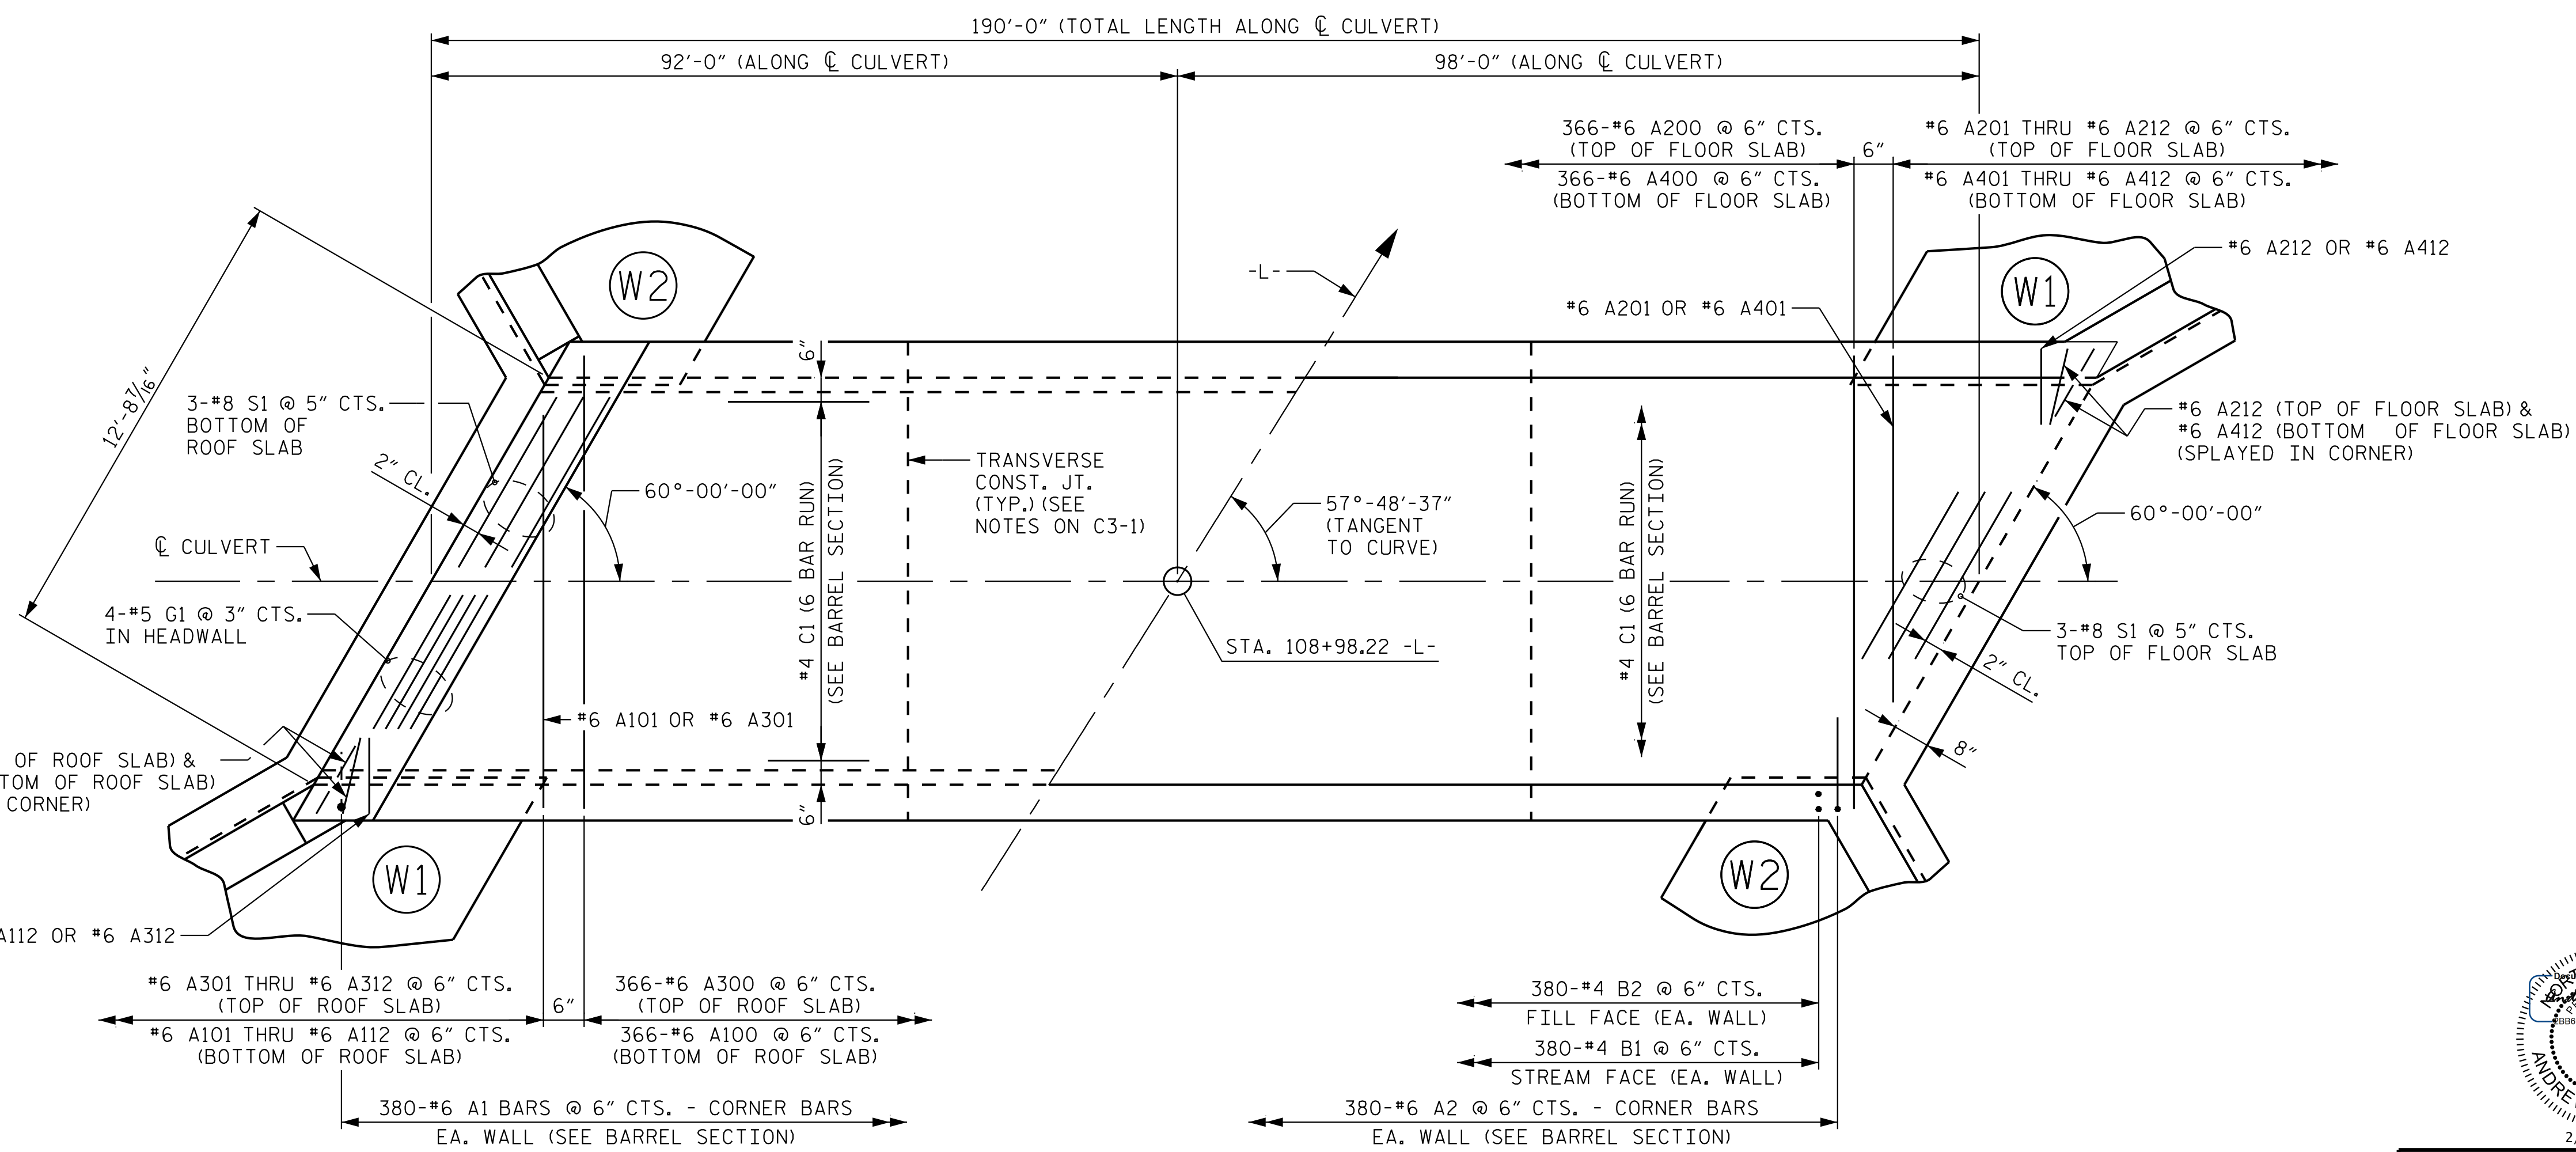 190'-0" (TOTAL LENGTH ALONG ℄ CULVERT)
92'-0" (ALONG ℄ CULVERT)
98'-0" (ALONG ℄ CULVERT)
366-#6 A200 @ 6" CTS.
(TOP OF FLOOR SLAB)
366-#6 A400 @ 6" CTS.
(BOTTOM OF FLOOR SLAB)
6"
#6 A201 THRU #6 A212 @ 6" CTS.
(TOP OF FLOOR SLAB)
#6 A401 THRU #6 A412 @ 6" CTS.
(BOTTOM OF FLOOR SLAB)
#6 A212 OR #6 A412
W2
-L-
#6 A201 OR #6 A401
W1
6"
12'-8 7/16"
3-#8 S1 @ 5" CTS.
BOTTOM OF
ROOF SLAB
2" CL.
60°-00'-00"
#4 C1 (6 BAR RUN)
(SEE BARREL SECTION)
TRANSVERSE
CONST. JT.
(TYP.) (SEE
NOTES ON C3-1)
57°-48'-37"
(TANGENT
TO CURVE)
#4 C1 (6 BAR RUN)
(SEE BARREL SECTION)
#6 A212 (TOP OF FLOOR SLAB) &
#6 A412 (BOTTOM OF FLOOR SLAB)
(SPLAYED IN CORNER)
60°-00'-00"
℄ CULVERT
4-#5 G1 @ 3" CTS.
IN HEADWALL
STA. 108+98.22 -L-
3-#8 S1 @ 5" CTS.
TOP OF FLOOR SLAB
2" CL.
8"
#6 A101 OR #6 A301
OF ROOF SLAB) &
TOM OF ROOF SLAB)
CORNER)
6"
W1
W2
A112 OR #6 A312
#6 A301 THRU #6 A312 @ 6" CTS.
(TOP OF ROOF SLAB)
#6 A101 THRU #6 A112 @ 6" CTS.
(BOTTOM OF ROOF SLAB)
6"
366-#6 A300 @ 6" CTS.
(TOP OF ROOF SLAB)
366-#6 A100 @ 6" CTS.
(BOTTOM OF ROOF SLAB)
380-#4 B2 @ 6" CTS.
FILL FACE (EA. WALL)
380-#4 B1 @ 6" CTS.
STREAM FACE (EA. WALL)
380-#6 A1 BARS @ 6" CTS. - CORNER BARS
EA. WALL (SEE BARREL SECTION)
380-#6 A2 @ 6" CTS. - CORNER BARS
EA. WALL (SEE BARREL SECTION)